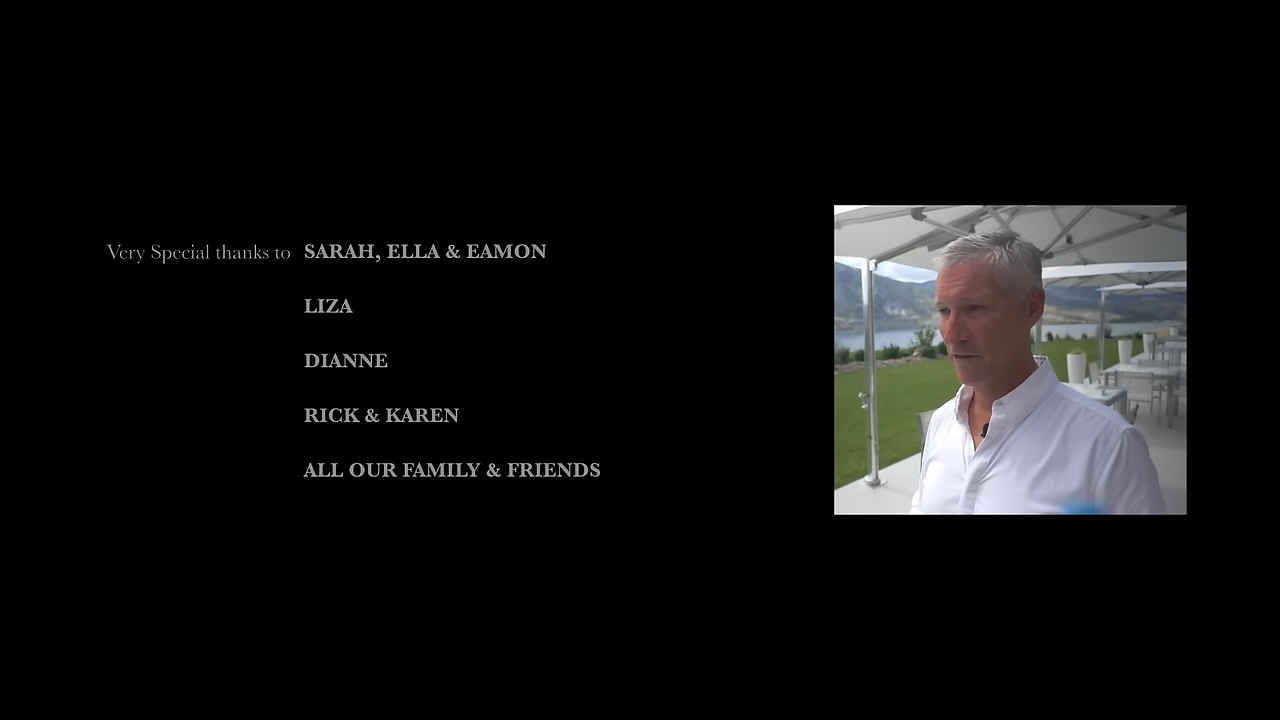 Very Special thanks to SARAH, ELLA & EAMON
LIZA
DIANNE
RICK & KAREN
ALL OUR FAMILY & FRIENDS